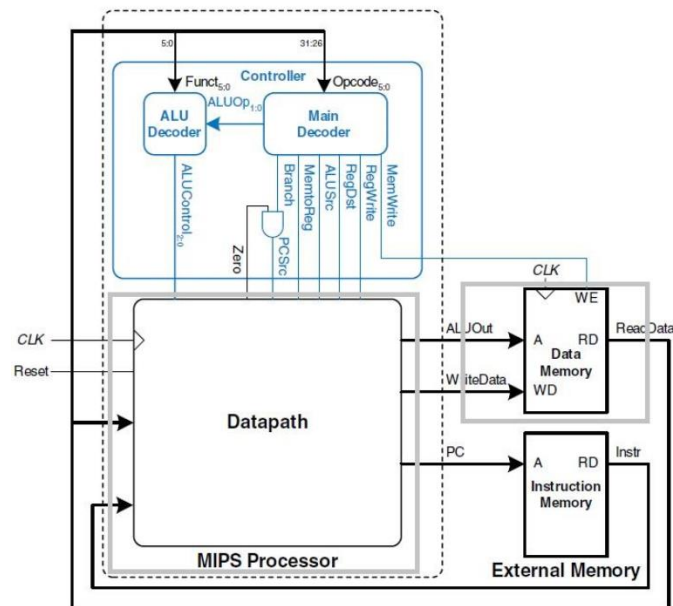 5:0
31:26
Controller
Funct5:0
Opcode5:0
ALUOp1:0
ALU
Decoder
Main
Decoder
ALUControl2:0
Branch
MemtoReg
ALUSrc
RegDst
RegWrite
MemWrite
Zero
PCSrc
CLK
WE
CLK
Reset
ALUOut
A
RD
ReadData
Data
Memory
WriteData
WD
Datapath
PC
A
RD
Instr
Instruction
Memory
MIPS Processor
External Memory